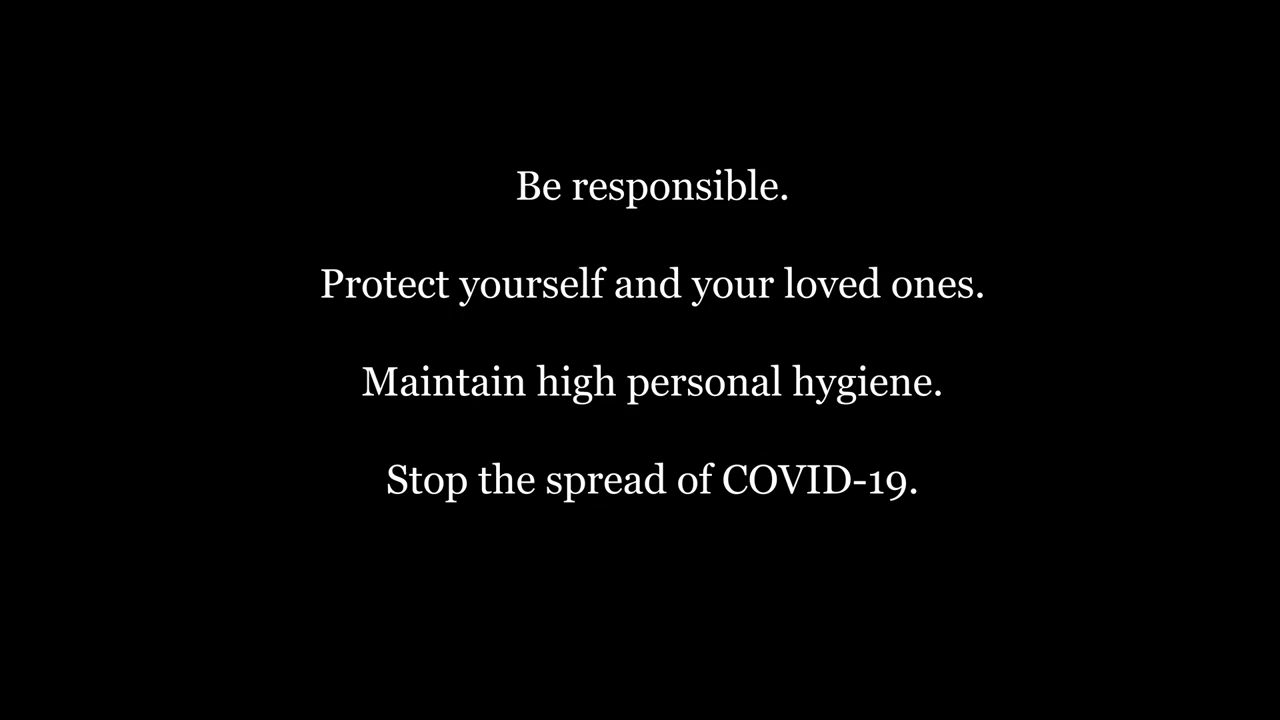 Be responsible.
Protect yourself and your loved ones.
Maintain high personal hygiene.
Stop the spread of COVID-19.